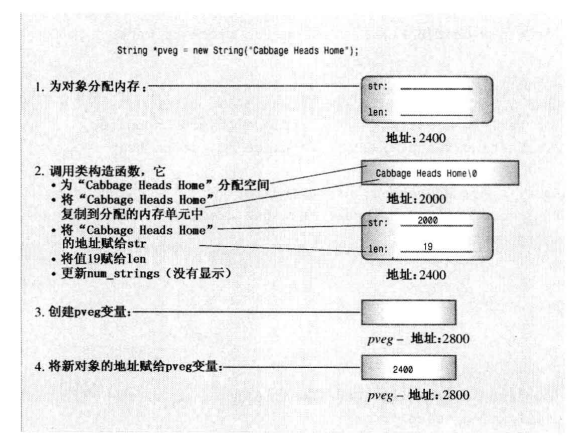 String *pveg = new String("Cabbage Heads Home");
1. 为对象分配内存：
str:
len:
地址：2400
2. 调用类构造函数，它
• 为“Cabbage Heads Home”分配空间
• 将“Cabbage Heads Home”
复制到分配的内存单元中
• 将“Cabbage Heads Home”
的地址赋给str
• 将值19赋给len
• 更新num_strings（没有显示）
Cabbage Heads Home\0
地址：2000
str: 2000
len: 19
地址：2400
3. 创建pveg变量：
pveg – 地址：2800
4. 将新对象的地址赋给pveg变量：
2400
pveg – 地址：2800